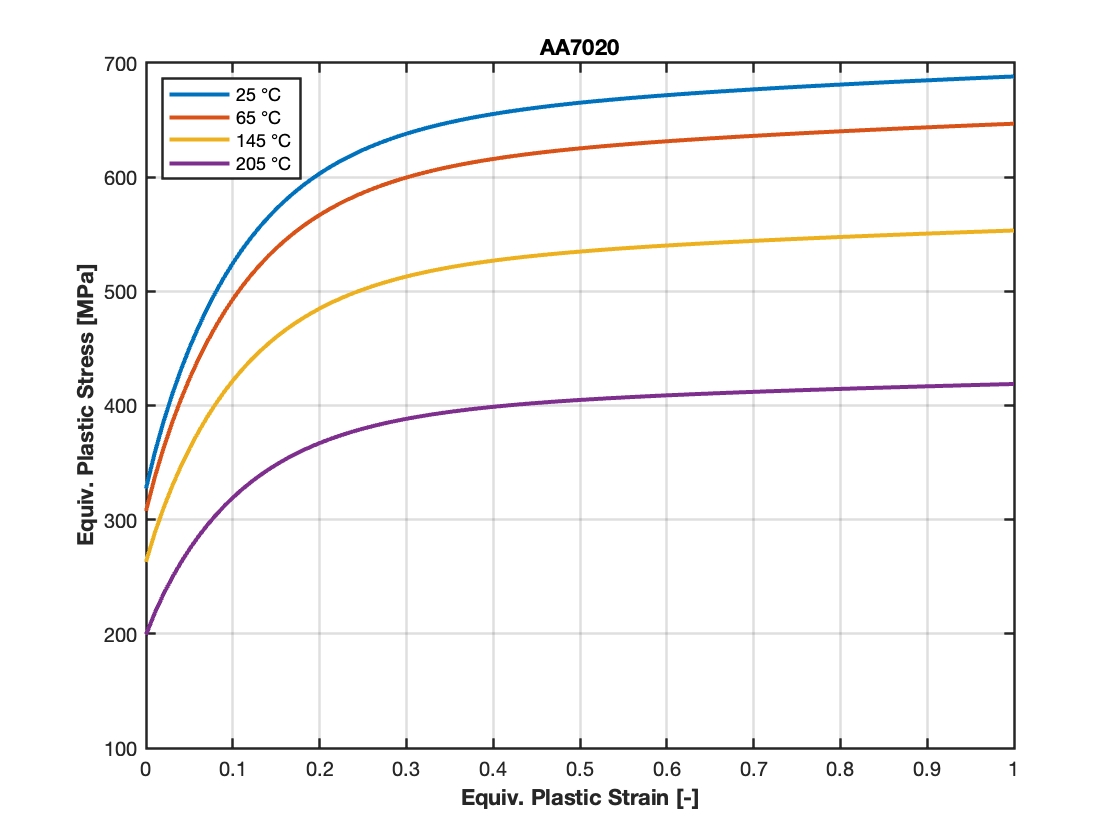 AA7020
700
600
500
400
300
200
100
Equiv. Plastic Stress [MPa]
25 °C
65 °C
145 °C
205 °C
0 0.1 0.2 0.3 0.4 0.5 0.6 0.7 0.8 0.9 1
Equiv. Plastic Strain [-]